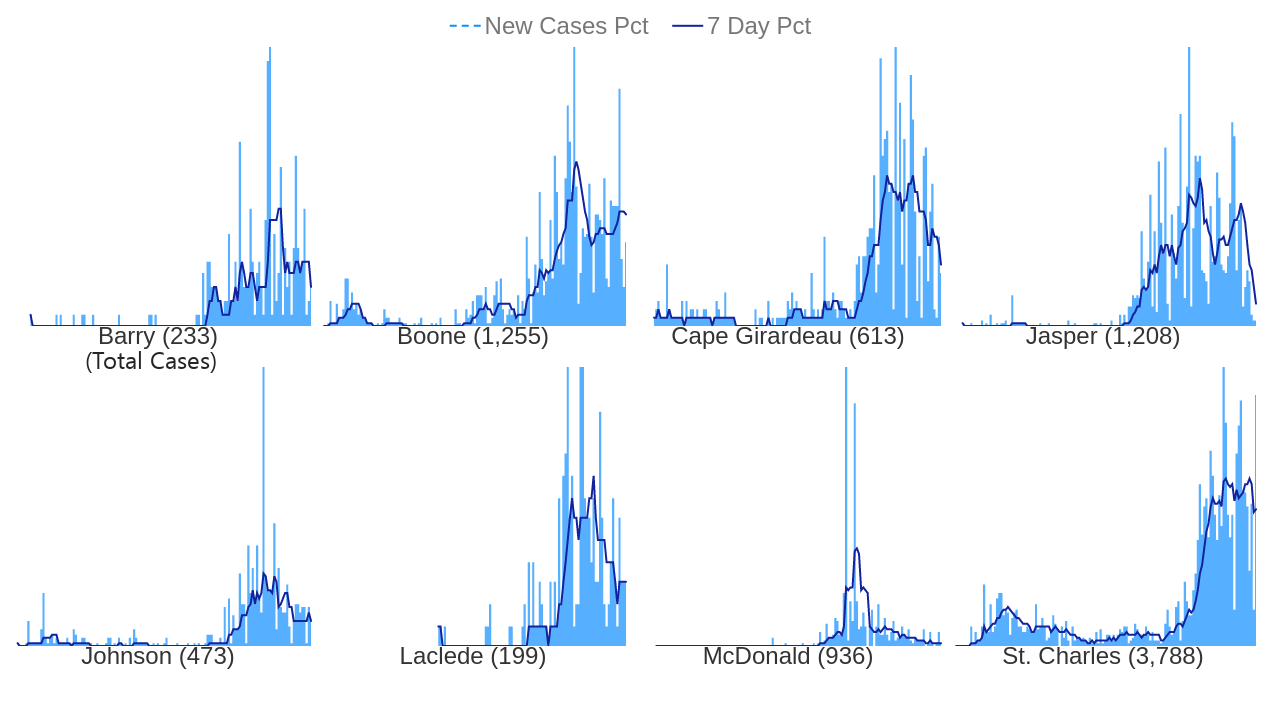 New Cases Pct 7 Day Pct
Barry (233) Boone (1,255) Cape Girardeau (613) Jasper (1,208)
(Total Cases)
Johnson (473) Laclede (199) McDonald (936) St. Charles (3,788)